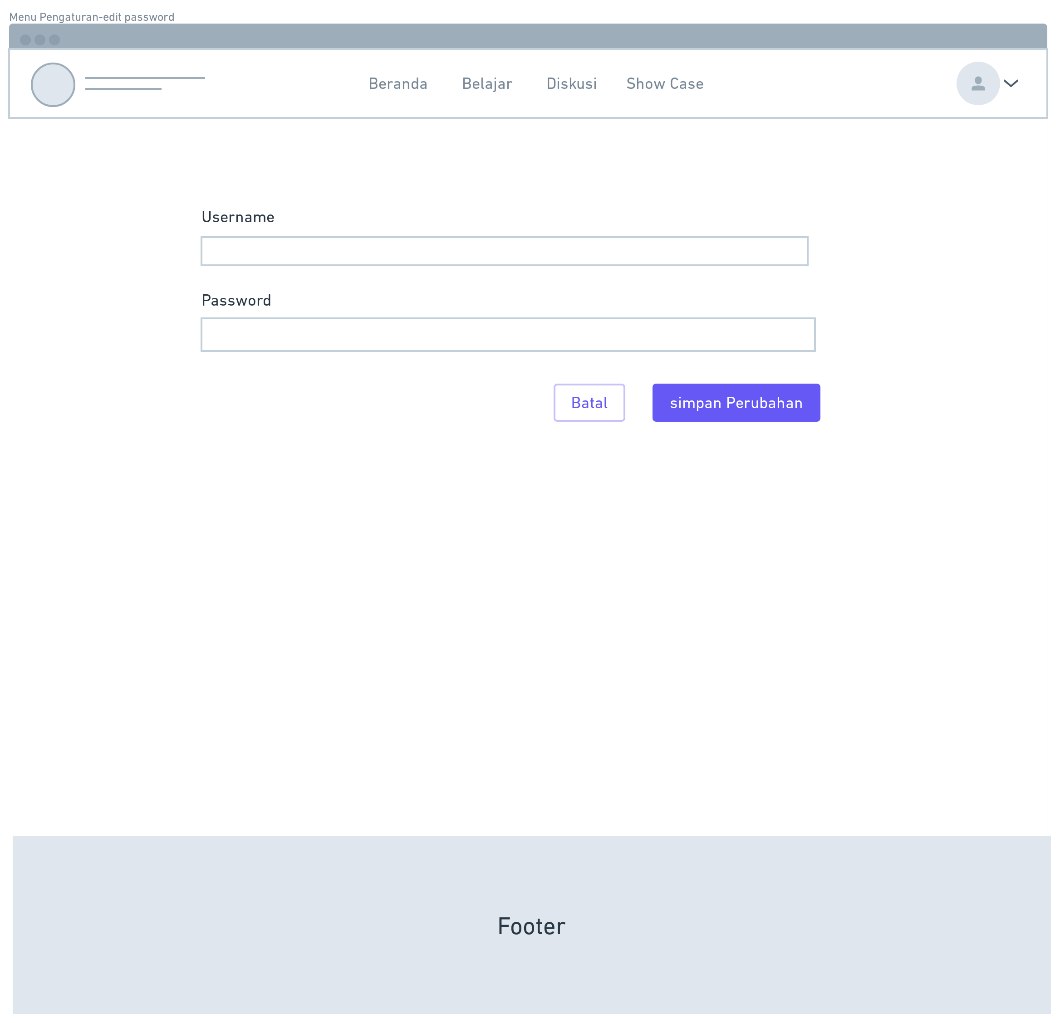 Menu Pengaturan-edit password
Beranda Belajar Diskusi Show Case
Username
Password
Batal simpan Perubahan
Footer